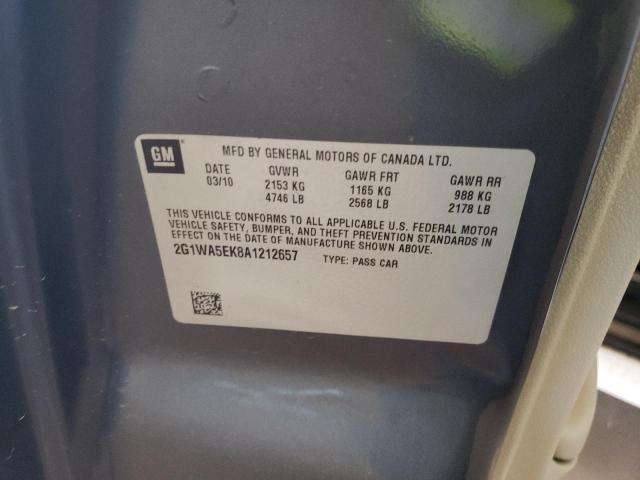 GM
MFD BY GENERAL MOTORS OF CANADA LTD.
DATE GVWR GAWR FRT GAWR RR
03/10 2153 KG 1165 KG 988 KG
4746 LB 2568 LB 2178 LB
THIS VEHICLE CONFORMS TO ALL APPLICABLE U.S. FEDERAL MOTOR
VEHICLE SAFETY, BUMPER, AND THEFT PREVENTION STANDARDS IN
EFFECT ON THE DATE OF MANUFACTURE SHOWN ABOVE.
2G1WA5EK8A1212657 TYPE: PASS CAR